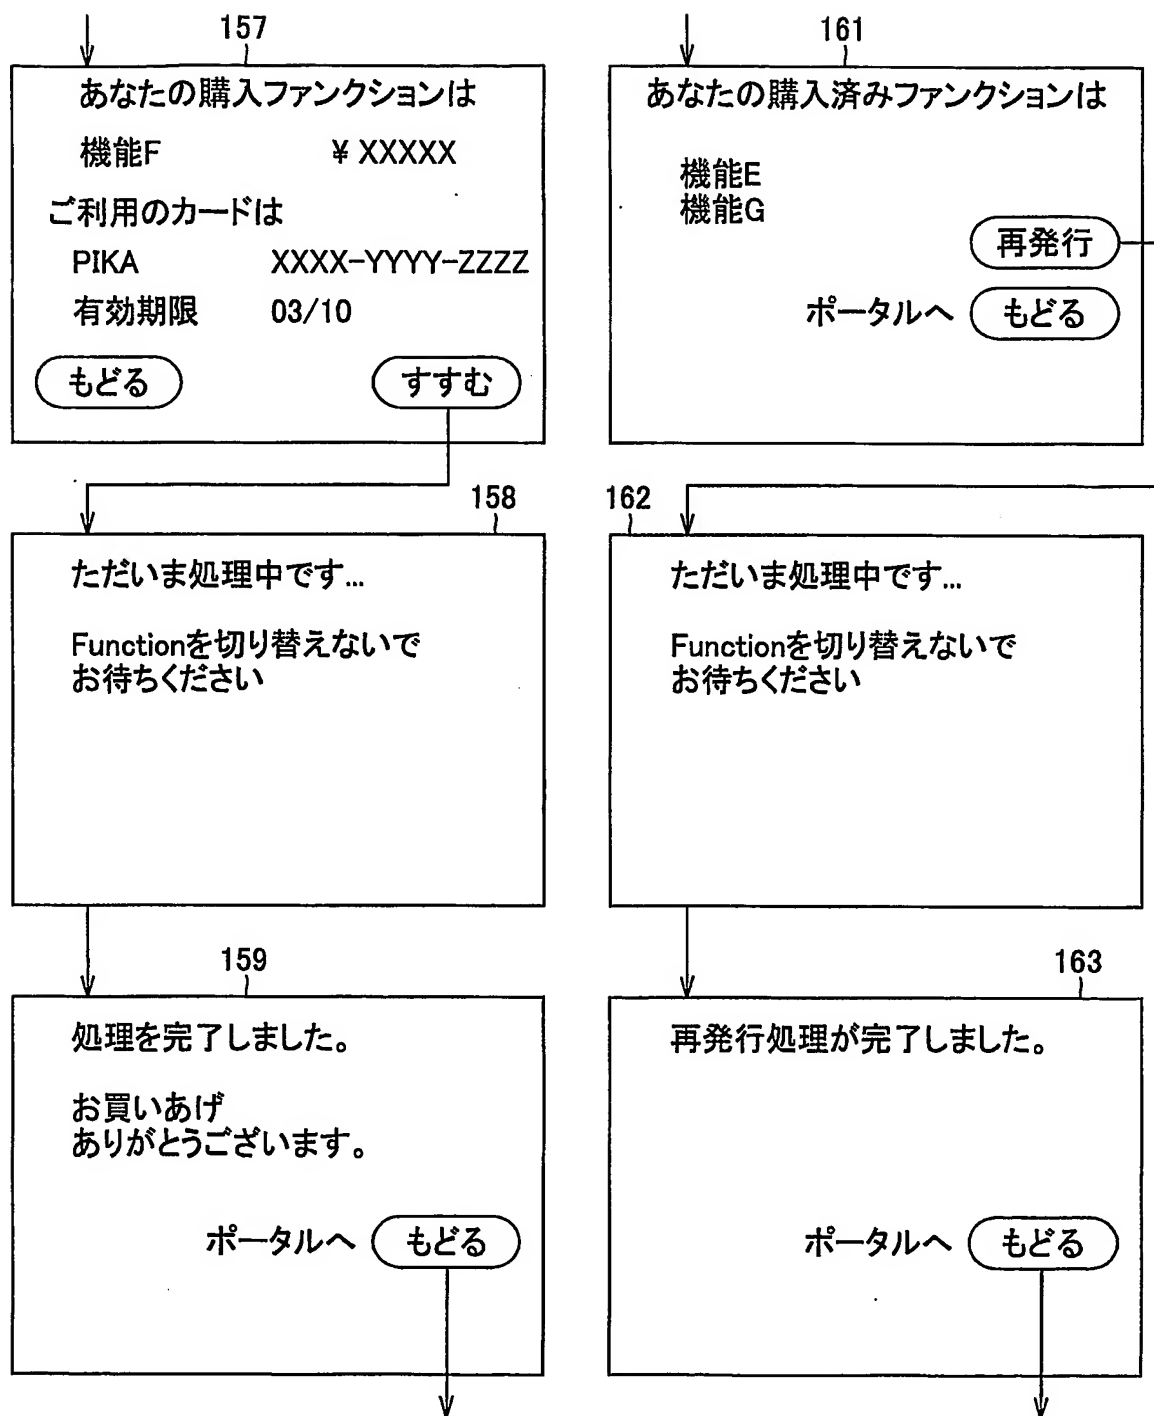 157
あなたの購入ファンクションは
機能F ¥ XXXXX
ご利用のカードは
PIKA XXXX-YYYY-ZZZZ
有効期限 03/10
もどる すすむ
158
ただいま処理中です...
Functionを切り替えないで
お待ちください
159
処理を完了しました。
お買いあげ
ありがとうございます。
ポータルへ もどる
161
あなたの購入済みファンクションは
機能E
機能G
再発行
ポータルへ もどる
162
ただいま処理中です...
Functionを切り替えないで
お待ちください
163
再発行処理が完了しました。
ポータルへ もどる